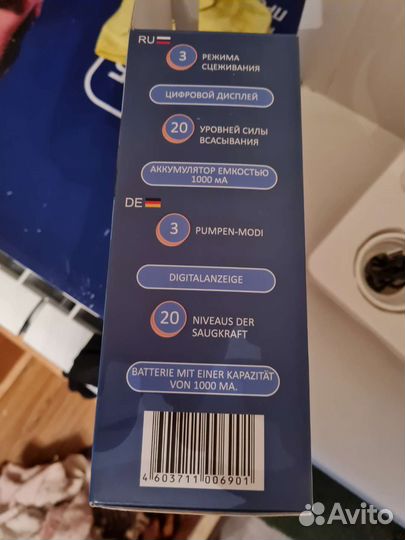 RU
3
РЕЖИМА
СЦЕЖИВАНИЯ
ЦИФРОВОЙ ДИСПЛЕЙ
20
УРОВНЕЙ СИЛЫ
ВСАСЫВАНИЯ
АККУМУЛЯТОР ЕМКОСТЬЮ
1000 мА
DE
3
PUMPEN-MODI
DIGITALANZEIGE
20
NIVEAUS DER
SAUGKRAFT
BATTERIE MIT EINER KAPAZITÄT
VON 1000 MA.
4 603711 006901
Avito